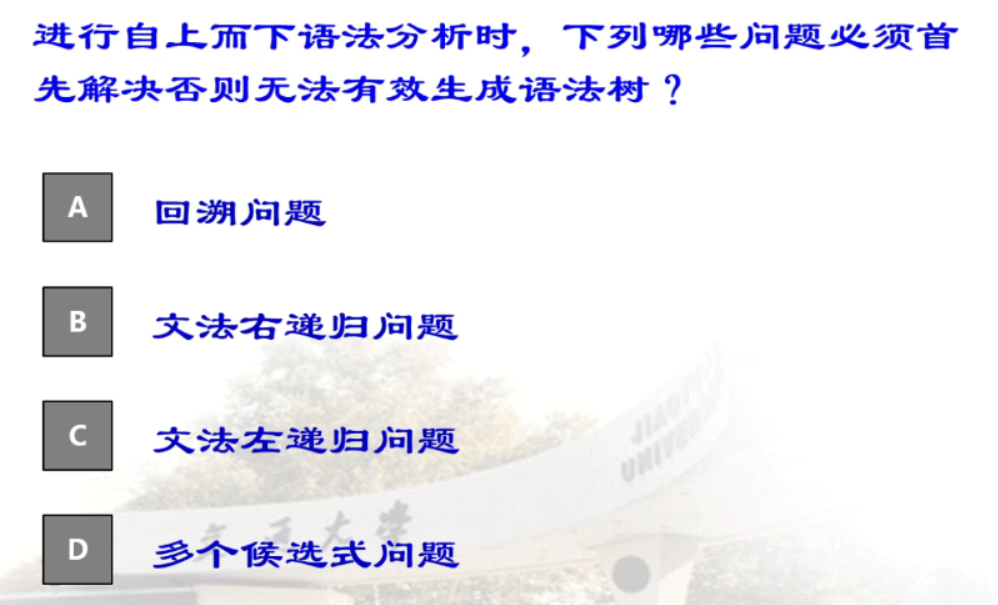 进行自上而下语法分析时，下列哪些问题必须首
先解决否则无法有效生成语法树？
A 回溯问题
B 文法右递归问题
C 文法左递归问题
D 多个候选式问题
JIAOT
UNIVER
交通大学